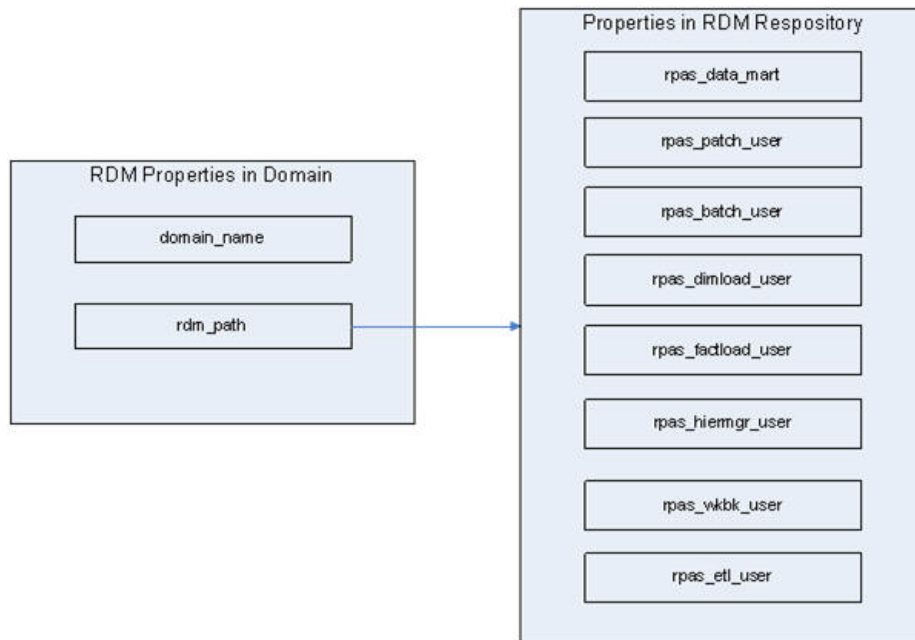 RDM Properties in Domain
domain_name
rdm_path
Properties in RDM Respository
rpas_data_mart
rpas_patch_user
rpas_batch_user
rpas_dimload_user
rpas_factload_user
rpas_hiermgr_user
rpas_wkbk_user
rpas_etl_user